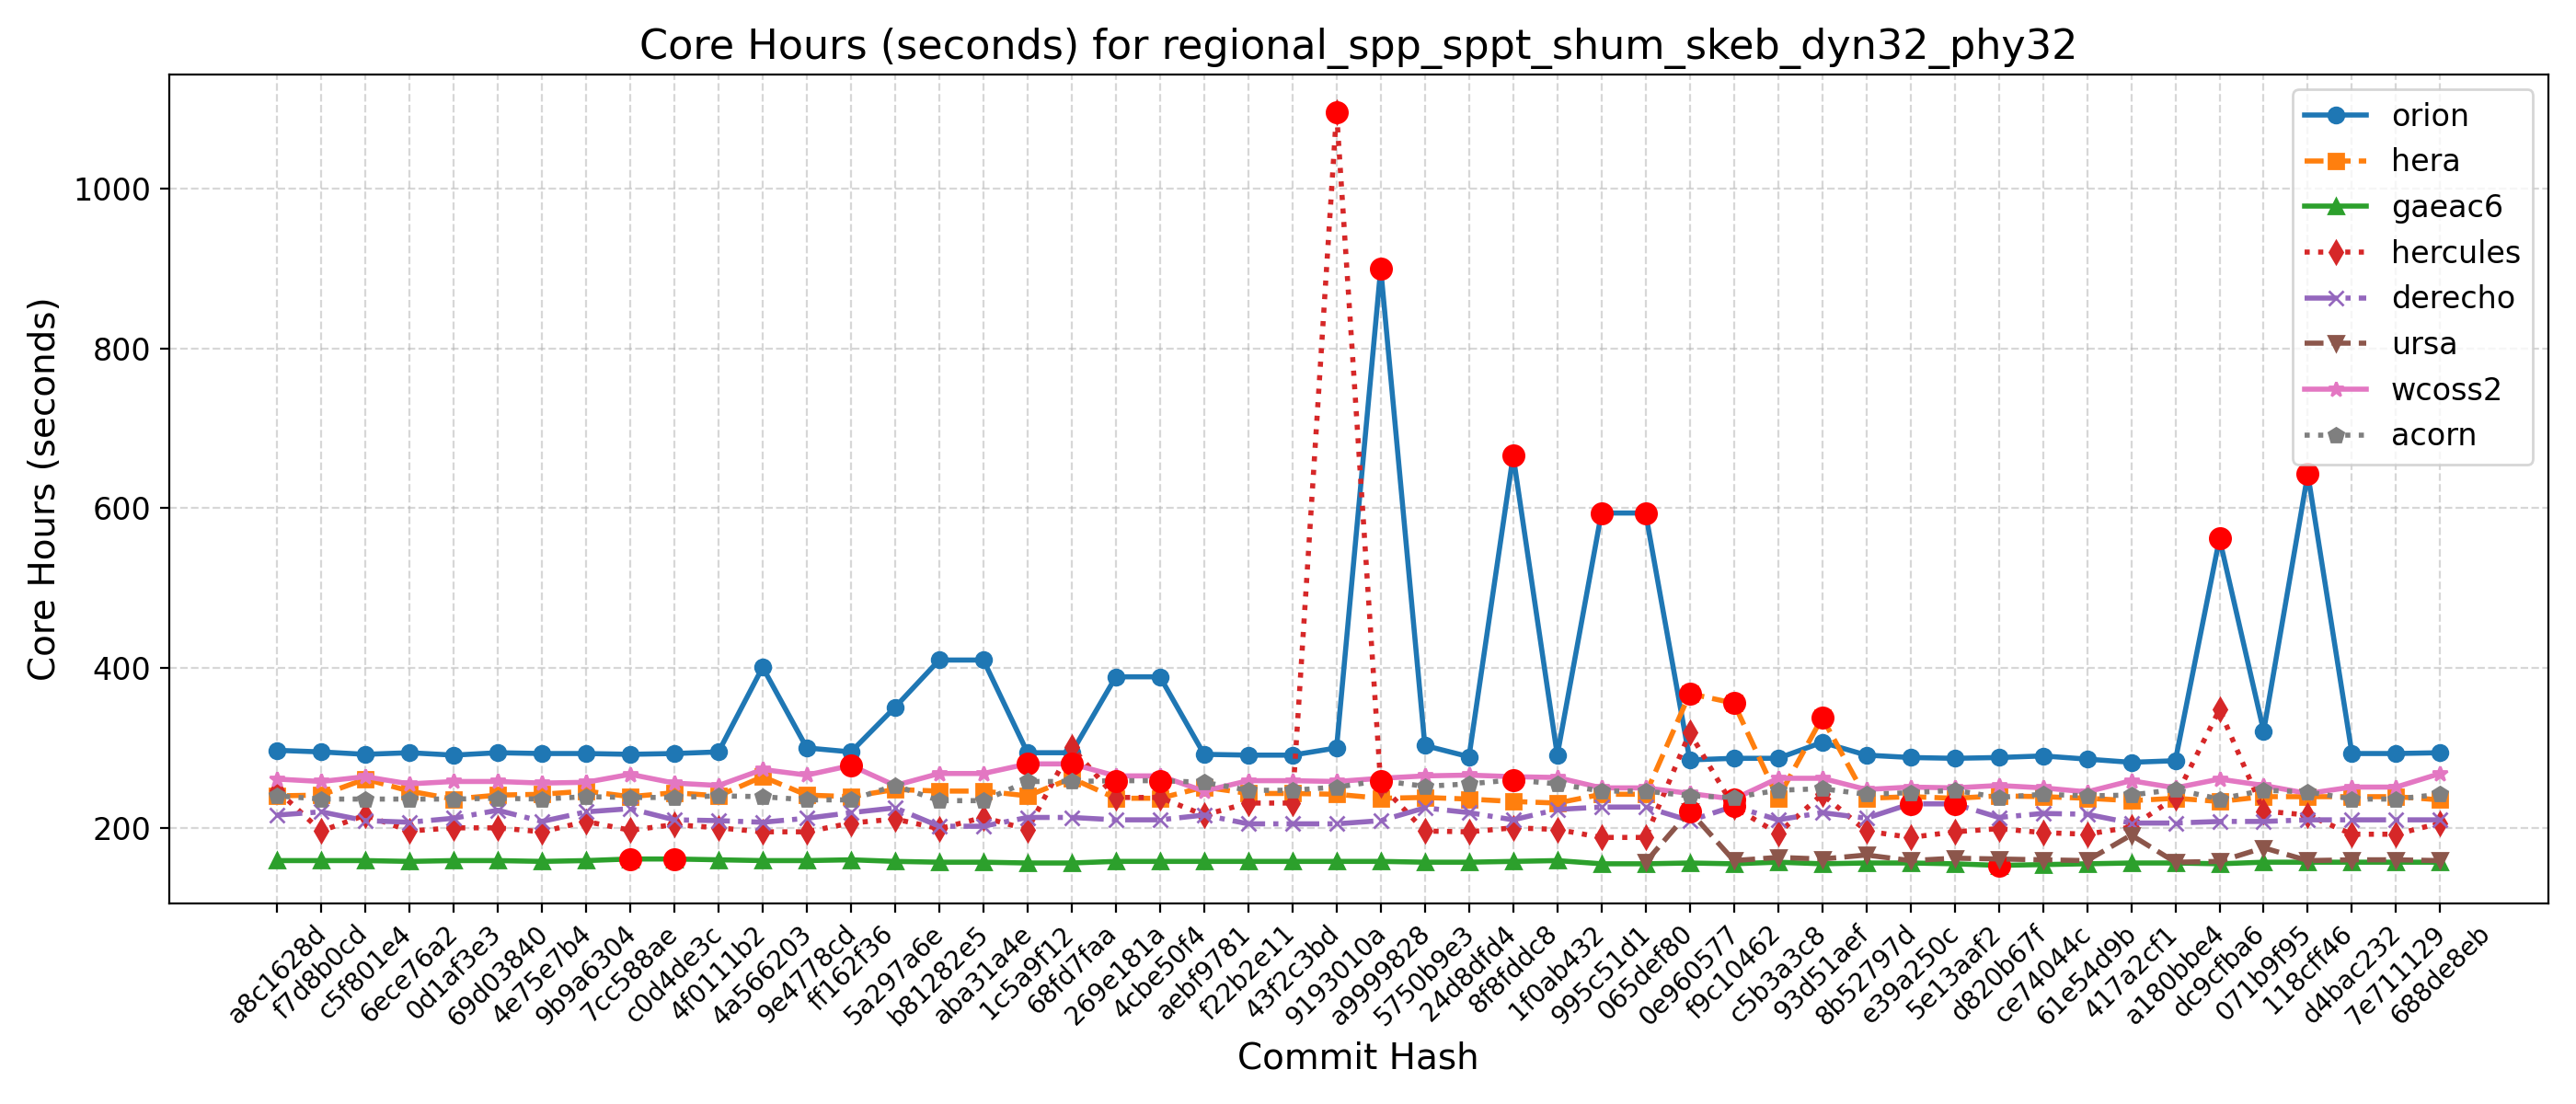 Core Hours (seconds) for regional_spp_sppt_shum_skeb_dyn32_phy32
Core Hours (seconds)
1000
800
600
400
200
orion
hera
gaeac6
hercules
derecho
ursa
wcoss2
acorn
a8c1628d
f7d8b0cd
c5f801e4
6ece76a2
0d1af3e3
69d03840
4e75e7b4
9b9a6304
7cc588ae
c0d4de3c
4f0111b2
4a566203
9e4778cd
ff162f36
5a297a6e
b81282e5
aba31a4e
1c5a9f12
68fd7faa
269e181a
4cbe50f4
aebf9781
f22b2e11
43f2c3bd
9193010a
a9999828
5750b9e3
24d8dfd4
8f8fddc8
1f0ab432
995c51d1
065def80
0e960577
f9c10462
c5b3a3c8
93d51aef
8b52797d
e39a250c
5e13aaf2
d820b67f
ce74044c
61e54d9b
417a2cf1
a180bbe4
dc9cfba6
071b9f95
118cff46
d4bac232
7e711129
688de8eb
Commit Hash